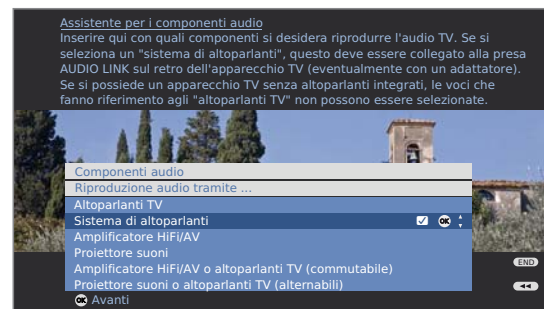 Assistente per i componenti audio
Inserire qui con quali componenti si desidera riprodurre l'audio TV. Se si
seleziona un "sistema di altoparlanti", questo deve essere collegato alla presa
AUDIO LINK sul retro dell'apparecchio TV (eventualmente con un adattatore).
Se si possiede un apparecchio TV senza altoparlanti integrati, le voci che
fanno riferimento agli "altoparlanti TV" non possono essere selezionate.
Componenti audio
Riproduzione audio tramite ...
Altoparlanti TV
Sistema di altoparlanti OK
Amplificatore HiFi/AV
Proiettore suoni
Amplificatore HiFi/AV o altoparlanti TV (commutabile)
END
Proiettore suoni o altoparlanti TV (alternabili)
OK Avanti